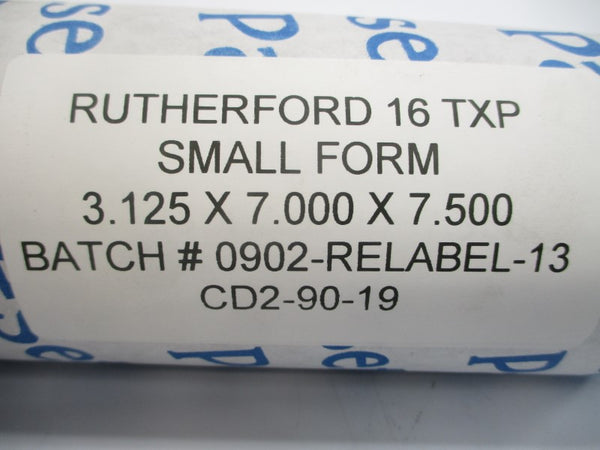 RUTHERFORD 16 TXP
SMALL FORM
3.125 X 7.000 X 7.500
BATCH # 0902-RELABEL-13
CD2-90-19